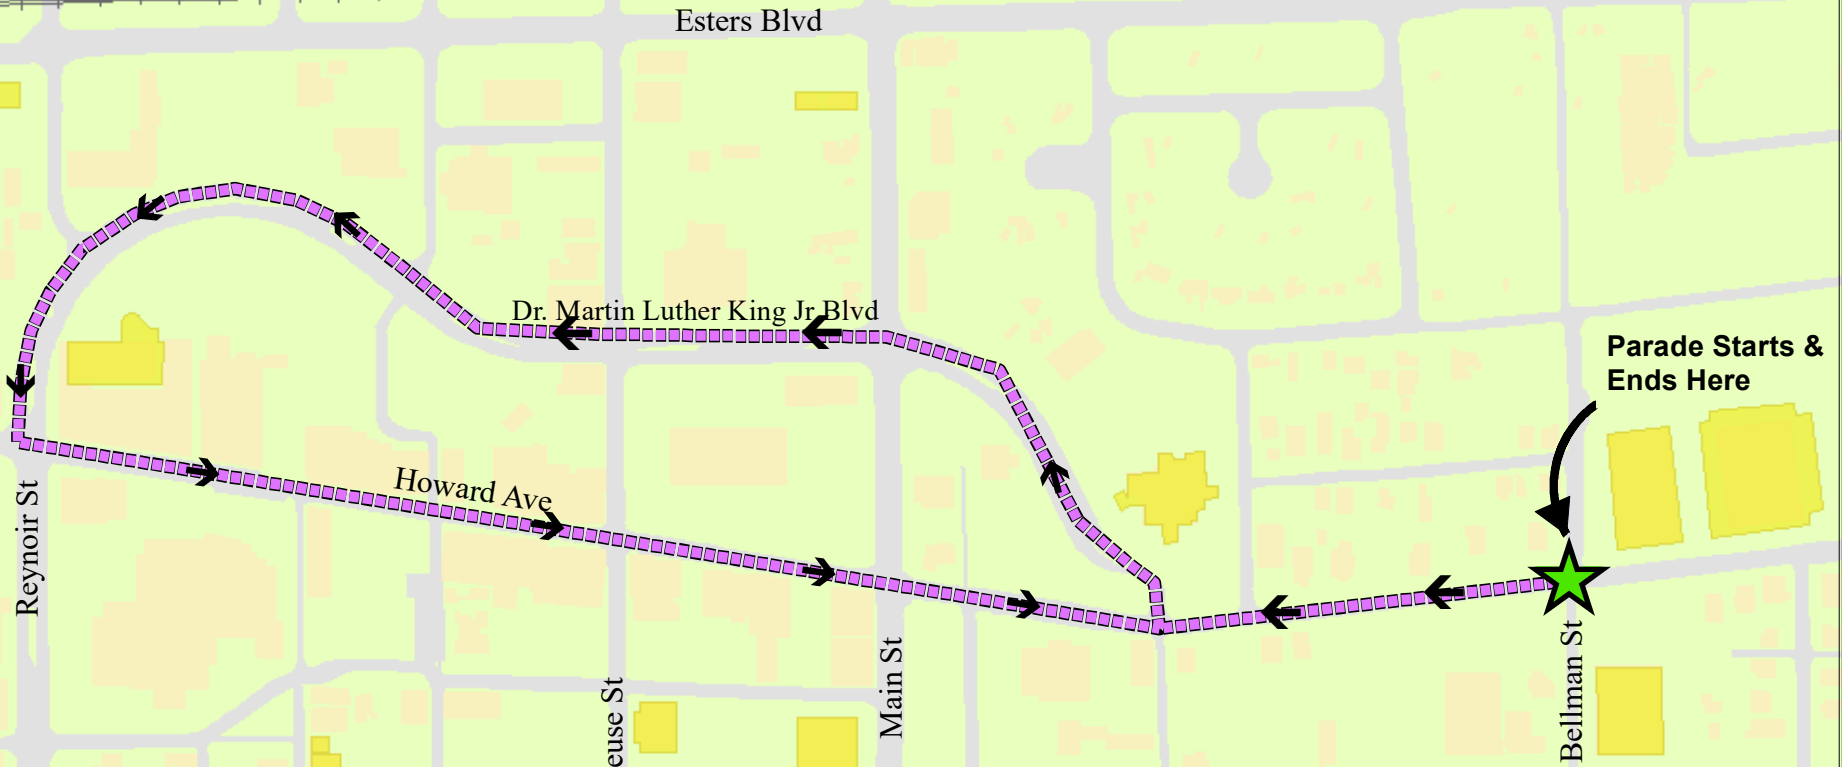 Esters Blvd
Dr. Martin Luther King Jr Blvd
Parade Starts &
Ends Here
Howard Ave
Reynoir St
euse St
Main St
Bellman St